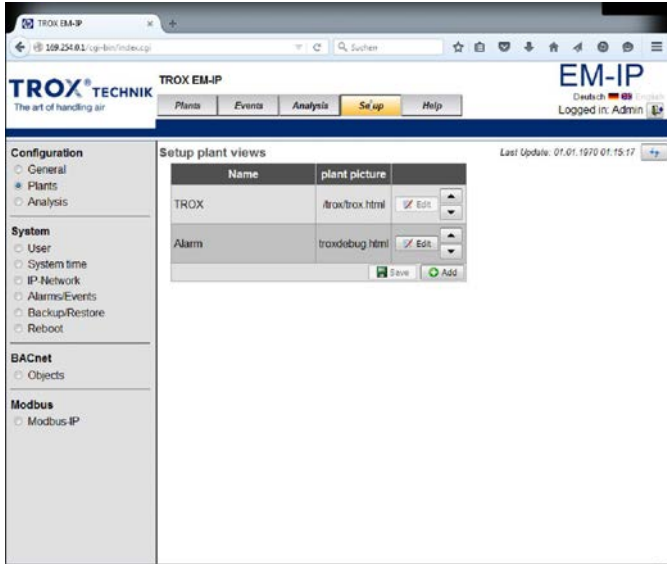 TROX EM-IP
169.254.0.1/cgi-bin/index.cgi
Suchen
TROX® TECHNIK
The art of handling air
TROX EM-IP
Plants Events Analysis Setup Help
EM-IP
Deutsch English
Logged in: Admin
Configuration
General
Plants
Analysis
System
User
System time
IP-Network
Alarms/Events
Backup/Restore
Reboot
BACnet
Objects
Modbus
Modbus-IP
Setup plant views
Last Update: 01.01.1970 01:15:17
Name plant picture
TROX /trox/trox.html Edit
Alarm troxdebug.html Edit
Save Add